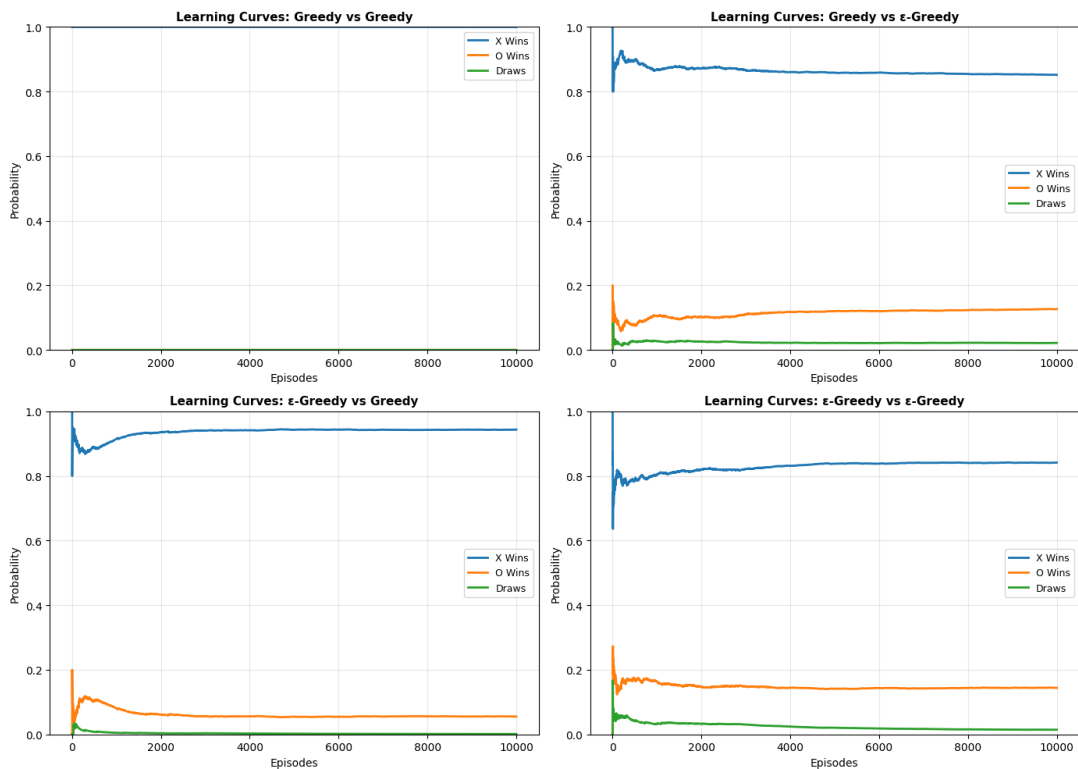 Learning Curves: Greedy vs Greedy
1.0
0.8
0.6
0.4
0.2
0.0
Probability
X Wins
O Wins
Draws
0 2000 4000 6000 8000 10000
Episodes
Learning Curves: Greedy vs ε-Greedy
1.0
0.8
0.6
0.4
0.2
0.0
Probability
X Wins
O Wins
Draws
0 2000 4000 6000 8000 10000
Episodes
Learning Curves: ε-Greedy vs Greedy
1.0
0.8
0.6
0.4
0.2
0.0
Probability
X Wins
O Wins
Draws
0 2000 4000 6000 8000 10000
Episodes
Learning Curves: ε-Greedy vs ε-Greedy
1.0
0.8
0.6
0.4
0.2
0.0
Probability
X Wins
O Wins
Draws
0 2000 4000 6000 8000 10000
Episodes